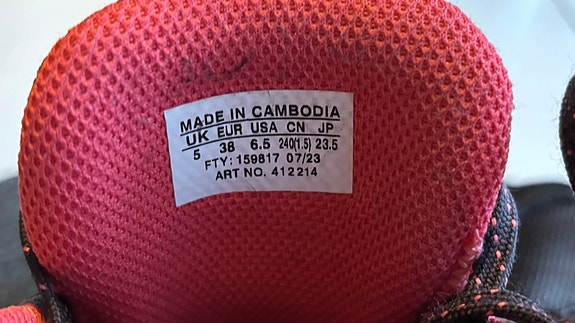 MADE IN CAMBODIA
UK EUR USA CN JP
5 38 6.5 240(1.5) 23.5
FTY: 159817 07/23
ART NO. 412214